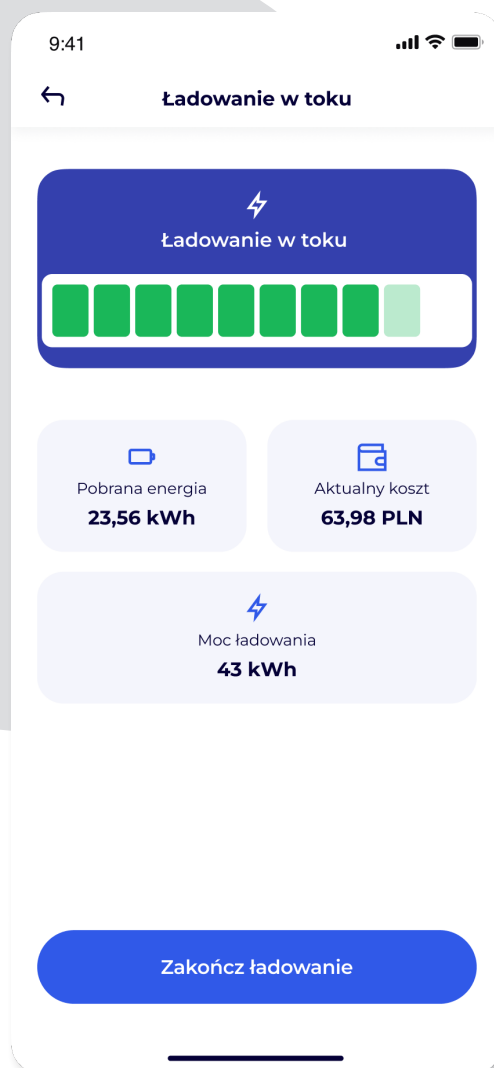 9:41
Ładowanie w toku
Ładowanie w toku
Pobrana energia
23,56 kWh
Aktualny koszt
63,98 PLN
Moc ładowania
43 kWh
Zakończ ładowanie